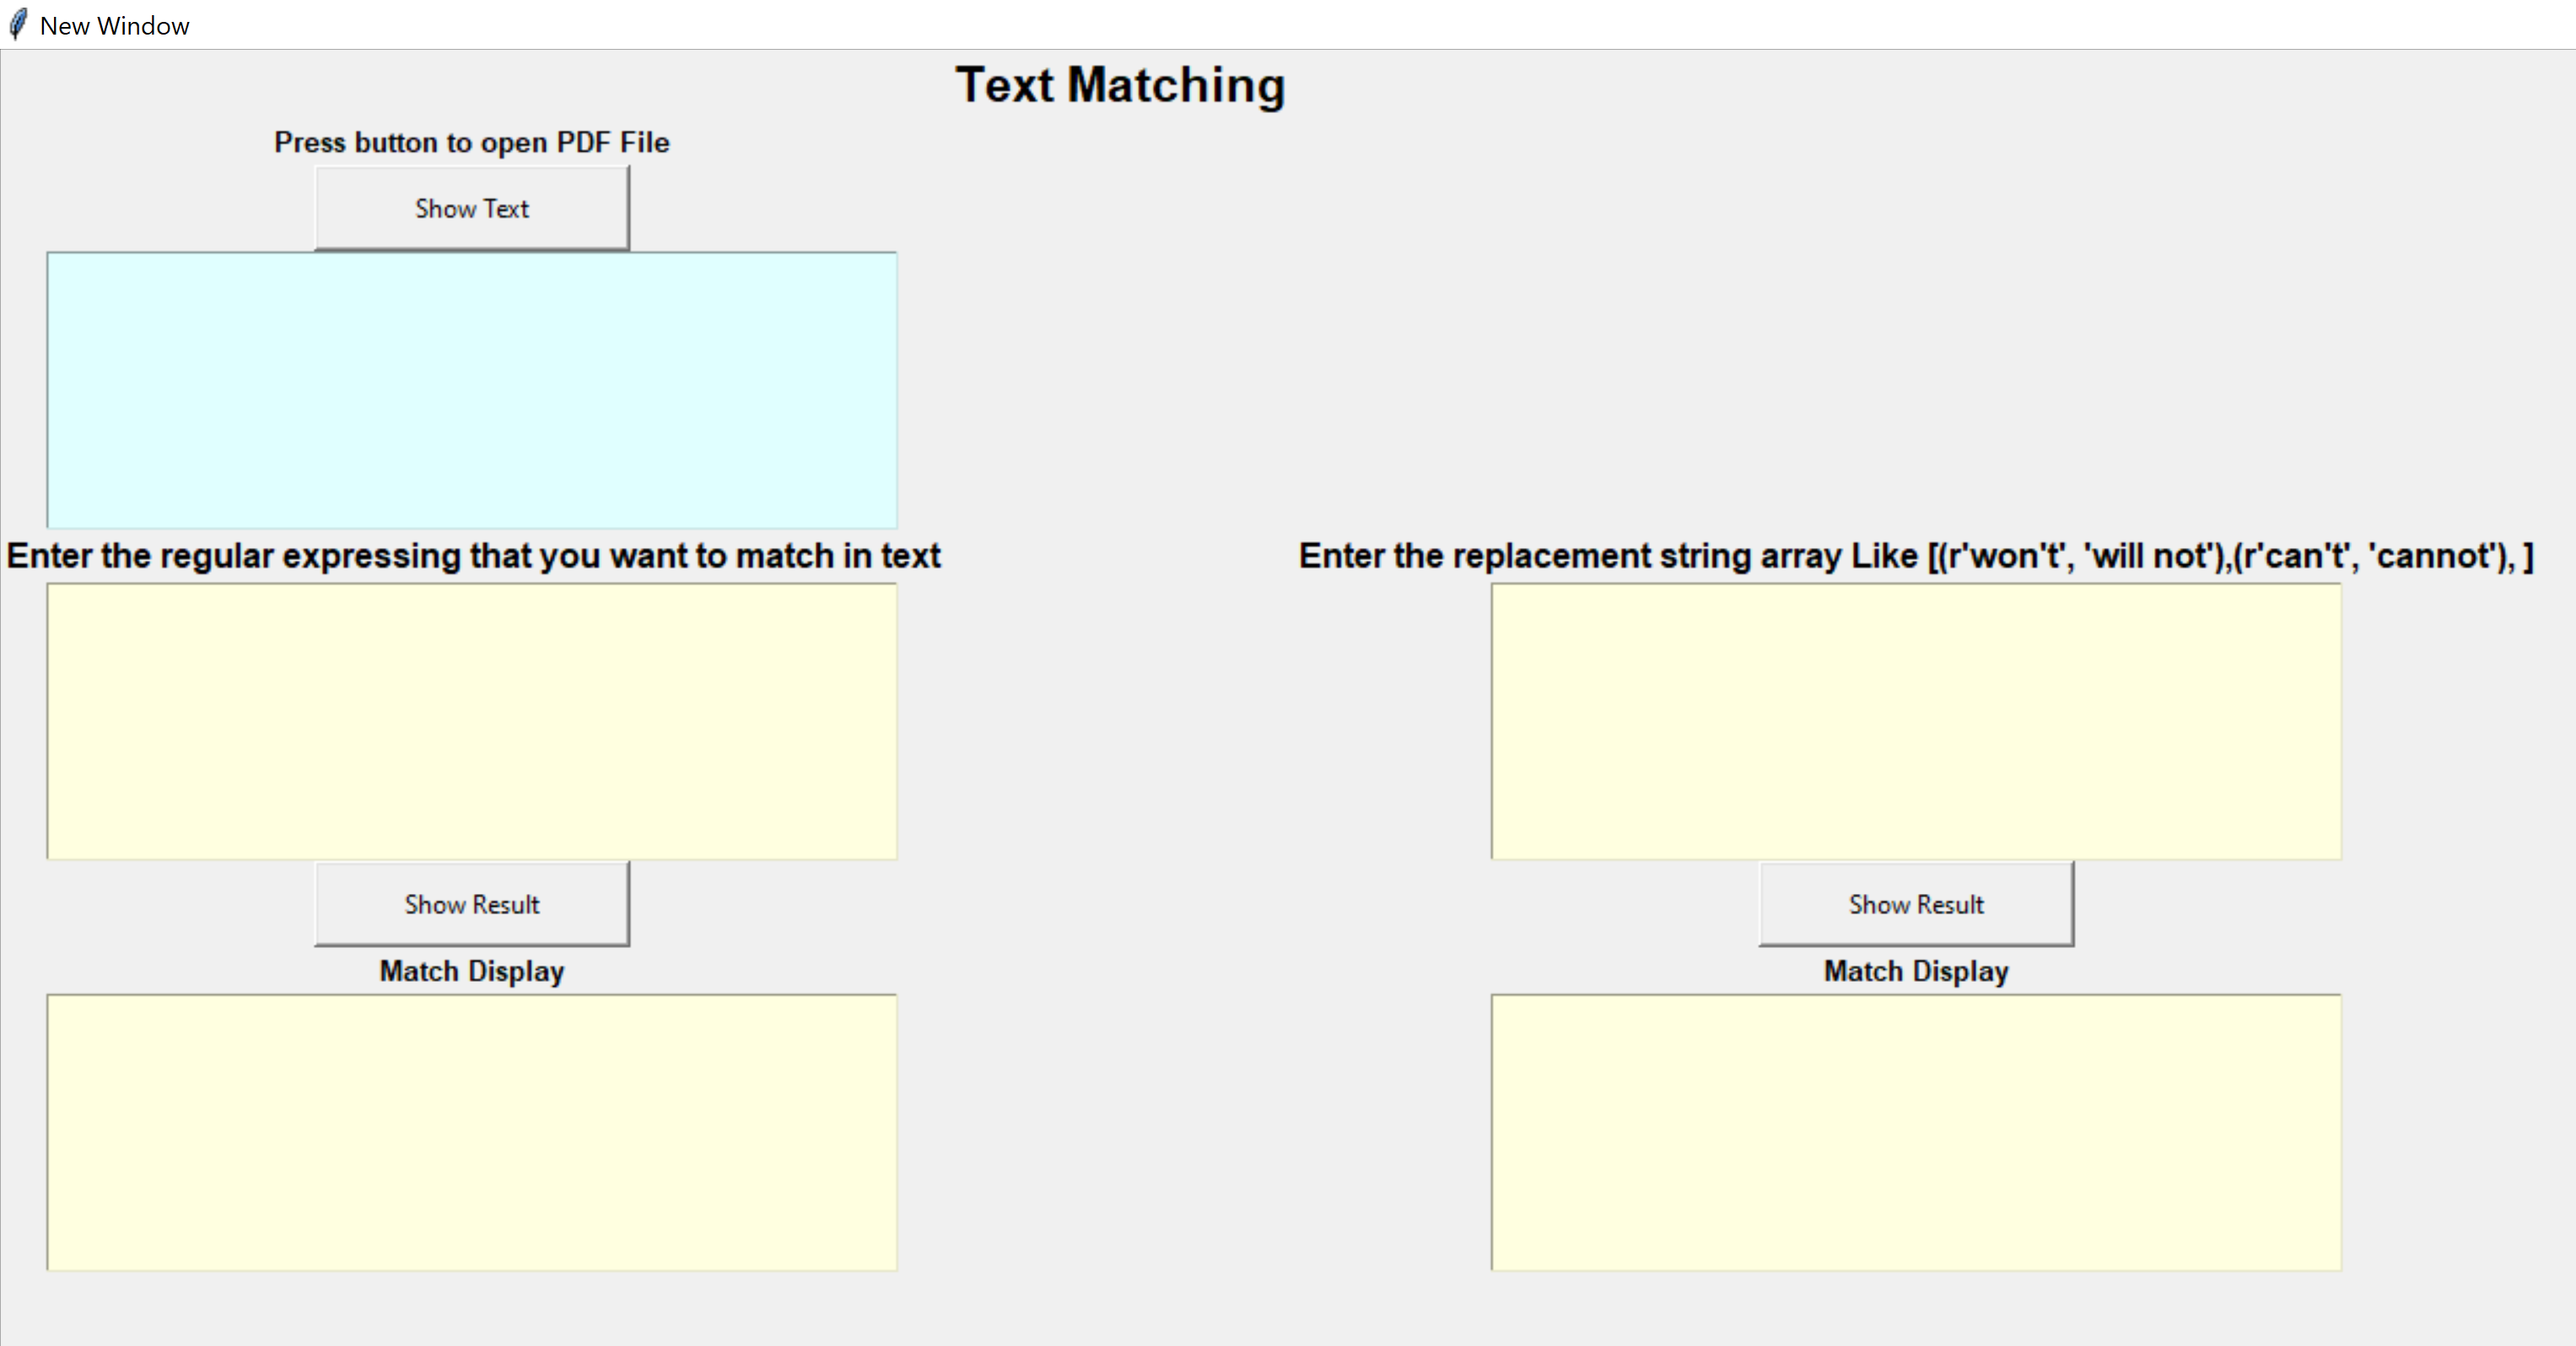 New Window
Text Matching
Press button to open PDF File
Show Text
Enter the regular expressing that you want to match in text
Enter the replacement string array Like [(r'won't', 'will not'),(r'can't', 'cannot'), ]
Show Result
Show Result
Match Display
Match Display